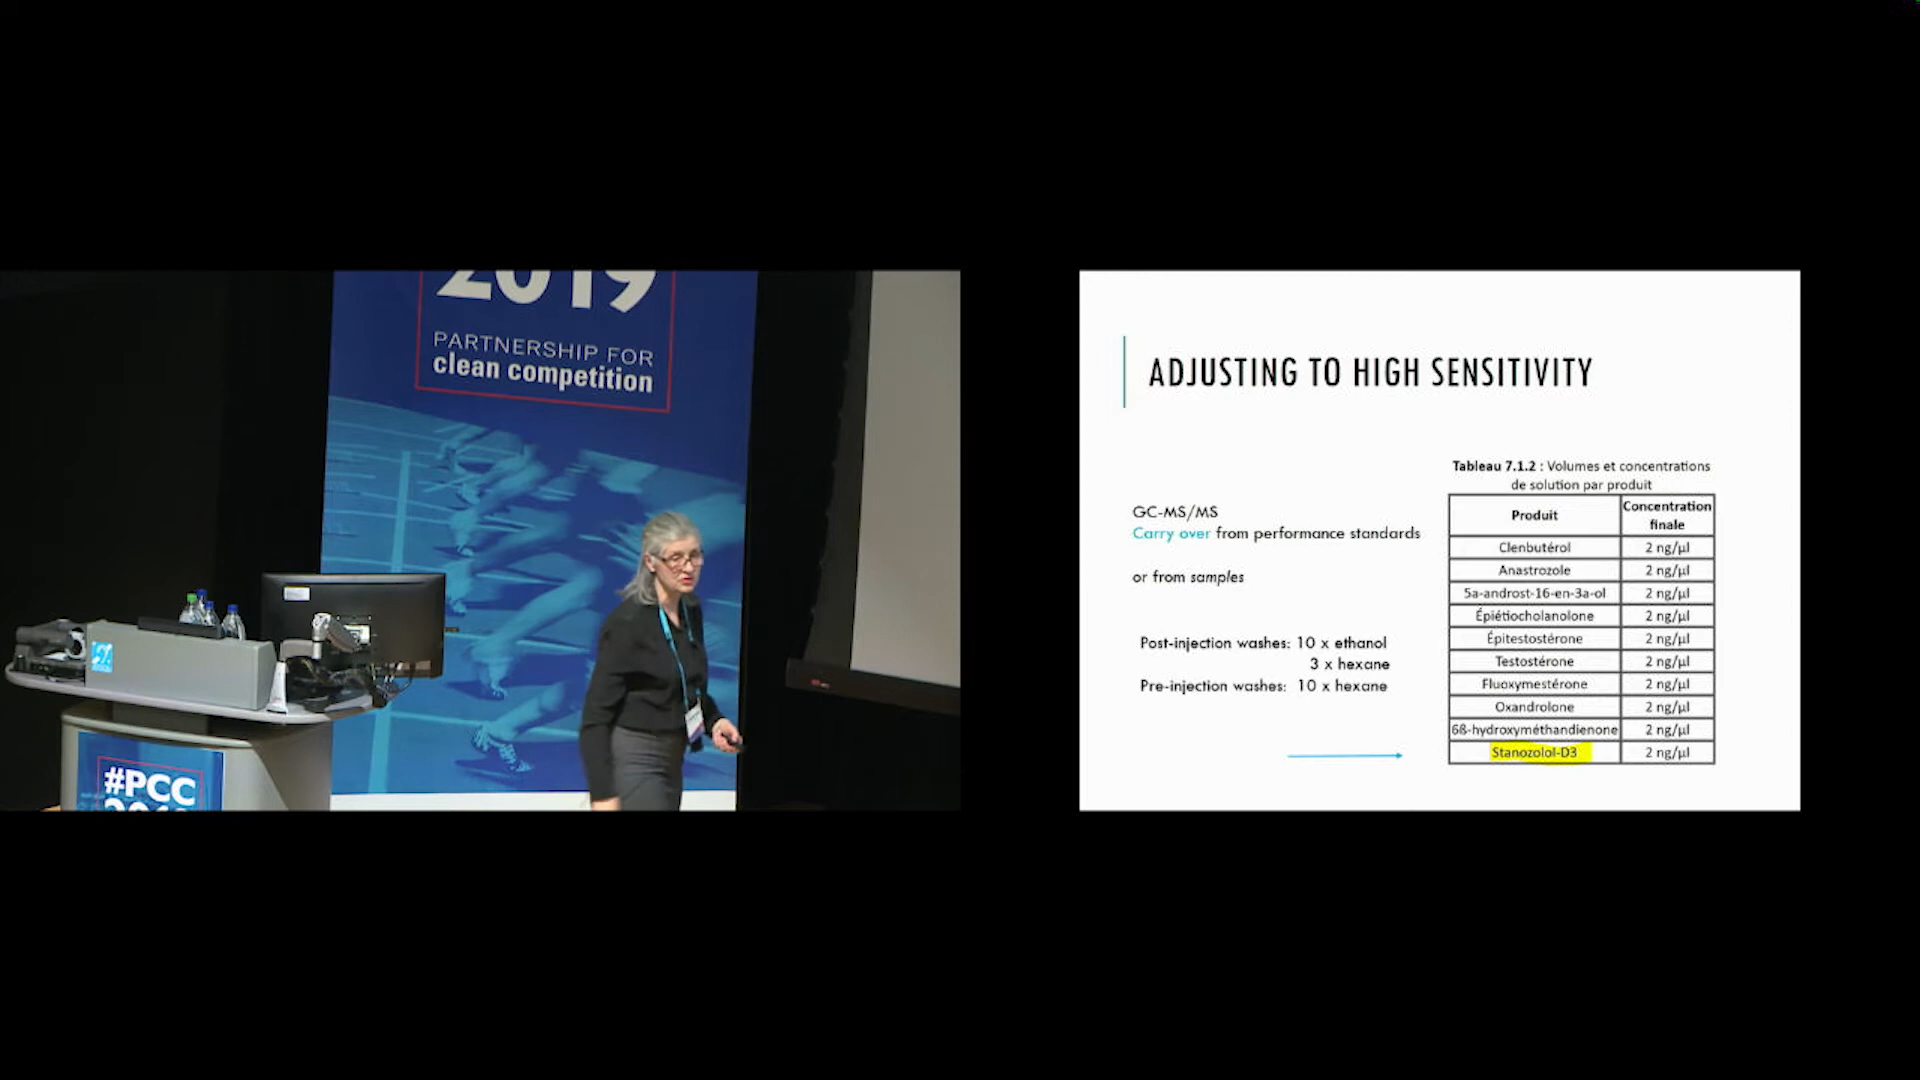 2019
PARTNERSHIP FOR
clean competition
#PCC
ADJUSTING TO HIGH SENSITIVITY
GC-MS/MS
Carry over from performance standards
or from samples
Post-injection washes: 10 x ethanol
3 x hexane
Pre-injection washes: 10 x hexane
Tableau 7.1.2 : Volumes et concentrations
de solution par produit
Produit Concentration finale
Clenbutérol 2 ng/µl
Anastrozole 2 ng/µl
5a-androst-16-en-3a-ol 2 ng/µl
Épiétiocholanolone 2 ng/µl
Épitestostérone 2 ng/µl
Testostérone 2 ng/µl
Fluoxymestérone 2 ng/µl
Oxandrolone 2 ng/µl
6ß-hydroxyméthandienone 2 ng/µl
Stanozolol-D3 2 ng/µl